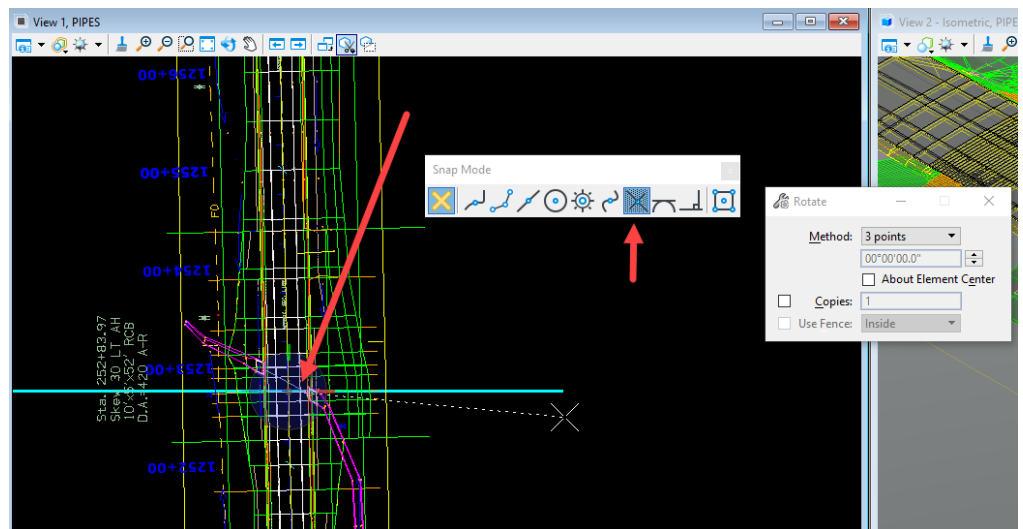 View 1, PIPES
View 2 - Isometric, PIPE
1256+00
1255+00
FO
1254+00
Sta. 252+83.97
Skew 30 LT AH
10'x5'x52' RCB
D.A.=420 A-R
1253+00
1252+00
Snap Mode
Rotate
Method: 3 points
00°00'00.0"
About Element Center
Copies: 1
Use Fence: Inside